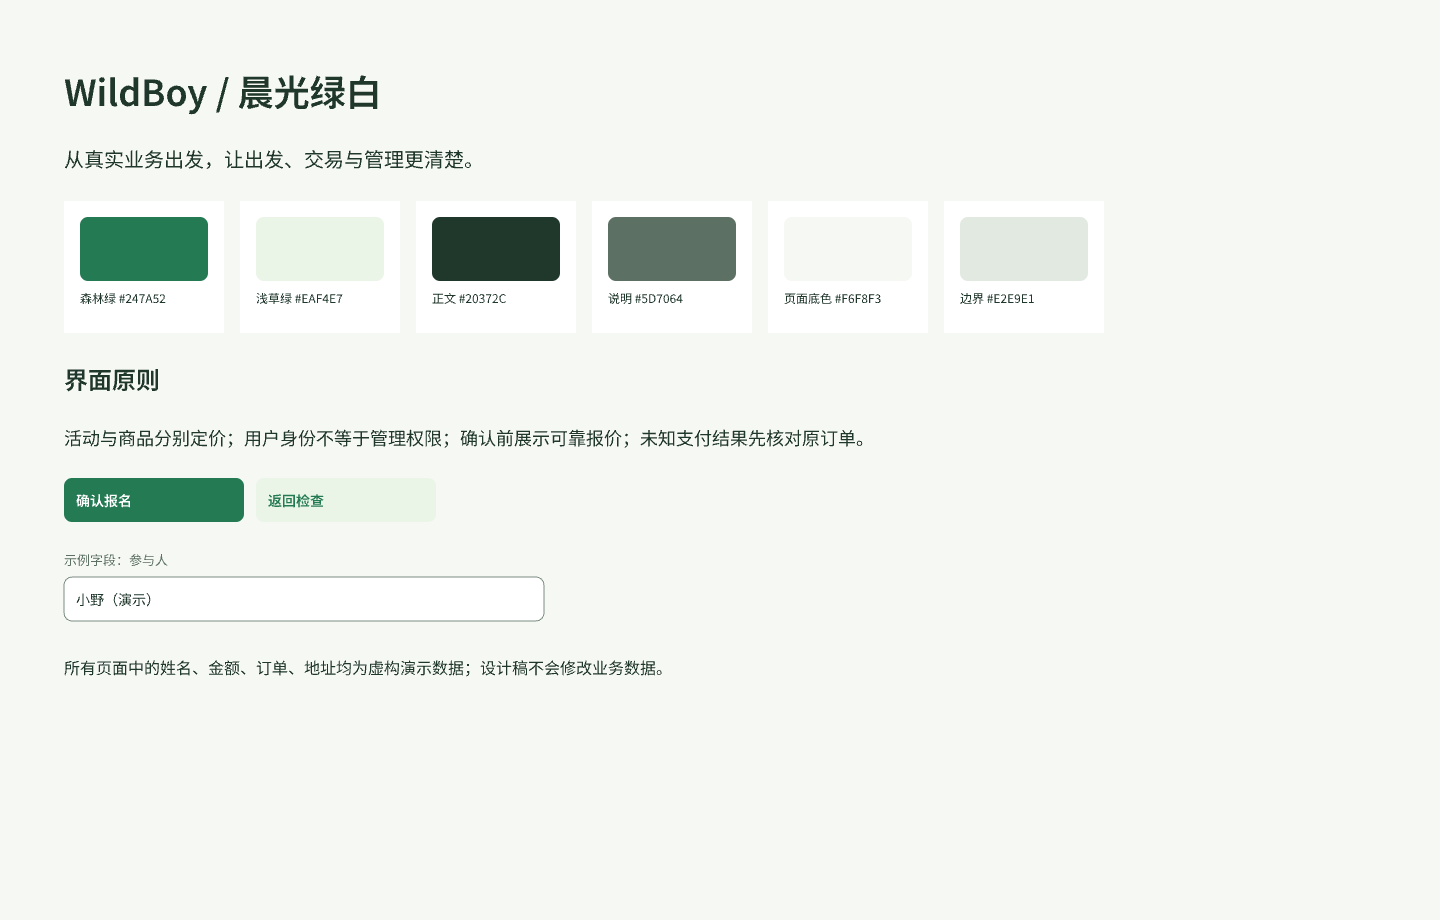 WildBoy / 晨光绿白
从真实业务出发，让出发、交易与管理更清楚。
森林绿 #247A52
浅草绿 #EAF4E7
正文 #20372C
说明 #5D7064
页面底色 #F6F8F3
边界 #E2E9E1
界面原则
活动与商品分别定价；用户身份不等于管理权限；确认前展示可靠报价；未知支付结果先核对原订单。
确认报名
返回检查
示例字段：参与人
小野（演示）
所有页面中的姓名、金额、订单、地址均为虚构演示数据；设计稿不会修改业务数据。